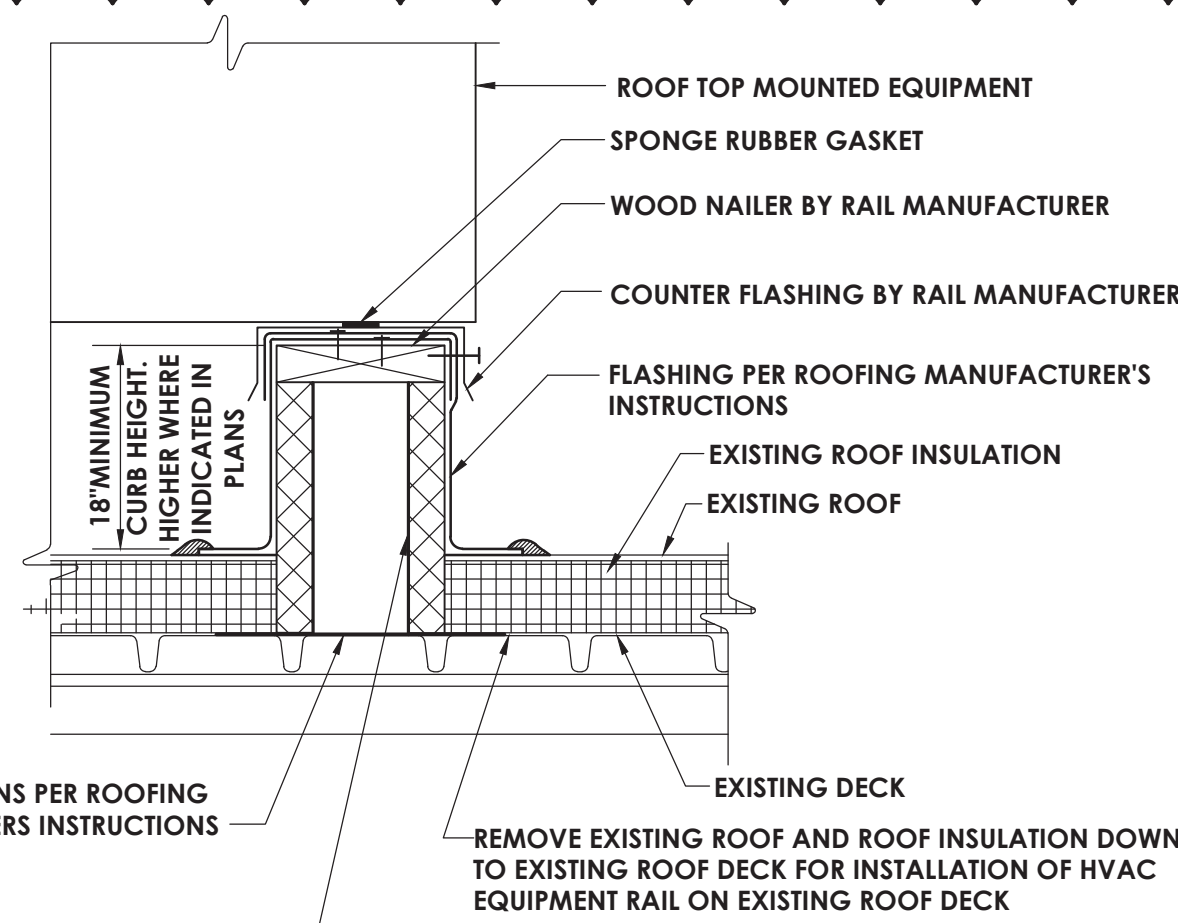 ROOF TOP MOUNTED EQUIPMENT
SPONGE RUBBER GASKET
WOOD NAILER BY RAIL MANUFACTURER
COUNTER FLASHING BY RAIL MANUFACTURER
FLASHING PER ROOFING MANUFACTURER'S
INSTRUCTIONS
18"MINIMUM
CURB HEIGHT.
HIGHER WHERE
INDICATED IN
PLANS
EXISTING ROOF INSULATION
EXISTING ROOF
EXISTING DECK
PER ROOFING
INSTRUCTIONS
REMOVE EXISTING ROOF AND ROOF INSULATION DOWN
TO EXISTING ROOF DECK FOR INSTALLATION OF HVAC
EQUIPMENT RAIL ON EXISTING ROOF DECK